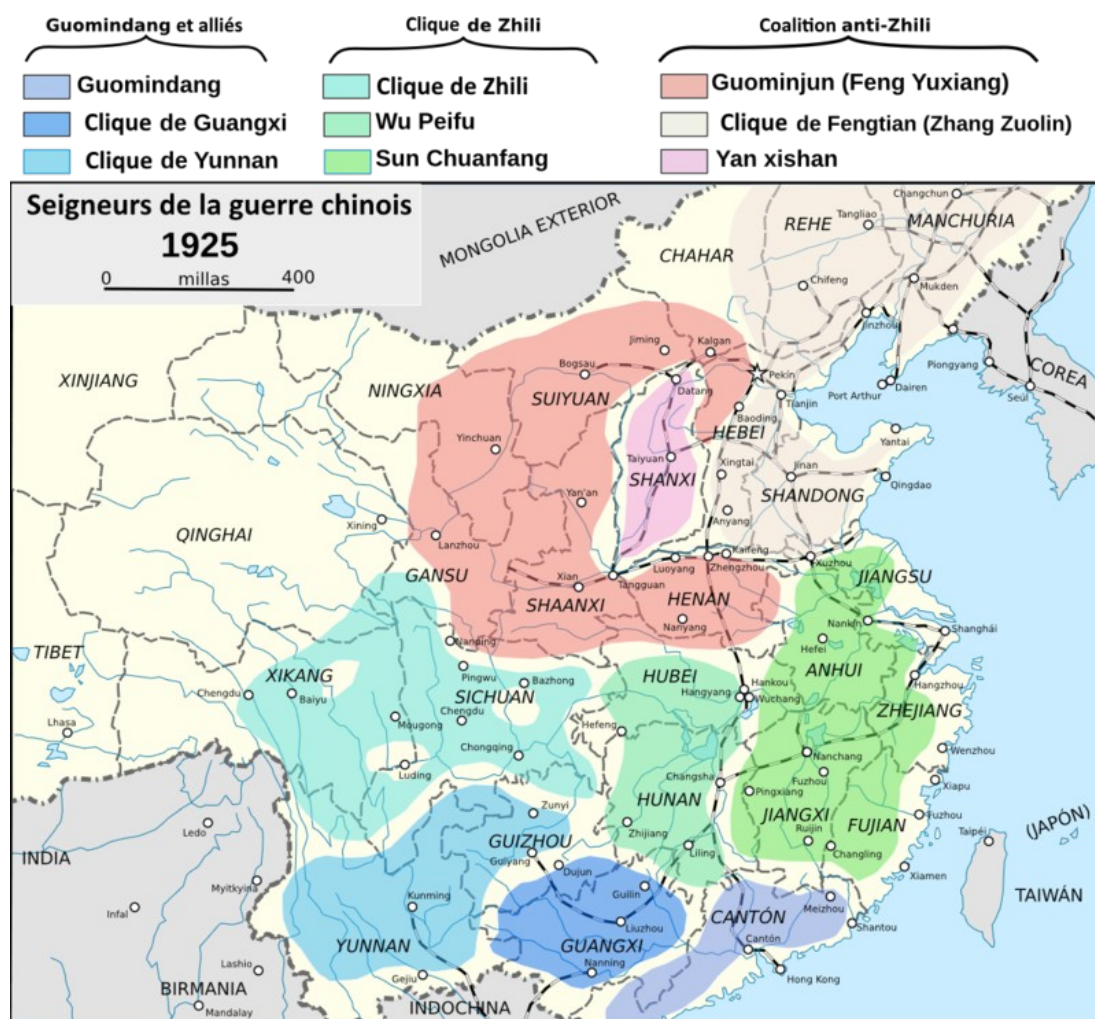 Guomindang et alliés
Clique de Zhili
Coalition anti-Zhili
Guomindang
Clique de Zhili
Guominjun (Feng Yuxiang)
Clique de Guangxi
Wu Peifu
Clique de Fengtian (Zhang Zuolin)
Clique de Yunnan
Sun Chuanfang
Yan xishan
Seigneurs de la guerre chinois
1925
0 millas 400
MONGOLIA EXTERIOR
CHAHAR
REHE
MANCHURIA
Changchun
Tangliao
Chifeng
Mukden
Jinzhou
Piongyang
COREA
Seúl
Port Arthur
Dairen
XINJIANG
NINGXIA
SUIYUAN
Jiming
Kalgan
Bogsau
Datang
Pekín
Tianjin
Baoding
HEBEI
Yantai
Yinchuan
Taiyuan
SHANXI
Xingtai
Jinan
SHANDONG
Qingdao
Yan'an
Anyang
QINGHAI
Xining
Lanzhou
GANSU
Xian
SHAANXI
Tangguan
Luoyang
Kaifeng
Zhengzhou
Xuzhou
JIANGSU
HENAN
Nanyang
Nankín
Shanghái
Hefei
ANHUI
Hangzhou
ZHEJIANG
TIBET
XIKANG
Nanping
Pingwu
Bazhong
SICHUAN
HUBEI
Hankou
Hangyang
Wuchang
Chengdu
Baiyu
Mougong
Chengdu
Lhasa
Hefeng
Chongqing
Luding
Nanchang
Wenzhou
Changsha
Fuzhou
Xiapu
Pingxiang
HUNAN
JIANGXI
FUJIAN
Fuzhou
Zunyi
Zhijiang
Ruijin
Changling
Taipéi
(JAPÓN)
Ledo
GUIZHOU
Guiyang
Liling
INDIA
Dujun
Xiamen
Myitkyina
Guilin
TAIWÁN
Infal
Kunming
Liuzhou
CANTÓN
Meizhou
Shantou
YUNNAN
GUANGXI
Cantón
Lashio
Gejiu
Nanning
Hong Kong
BIRMANIA
Mandalay
INDOCHINA